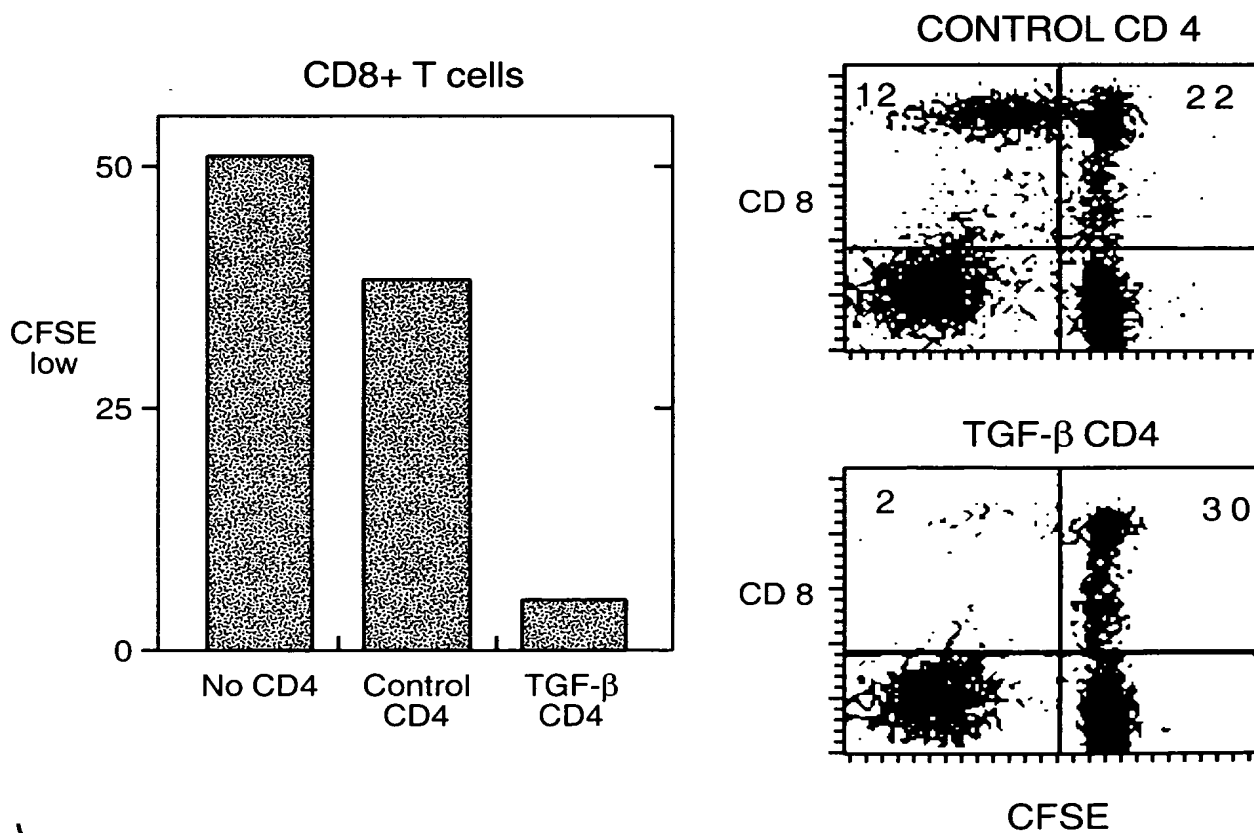 CD8+ T cells
50
25
0
CFSE
low
No CD4
Control
CD4
TGF-β
CD4
CONTROL CD 4
12
22
CD 8
TGF-β CD4
2
30
CD 8
CFSE